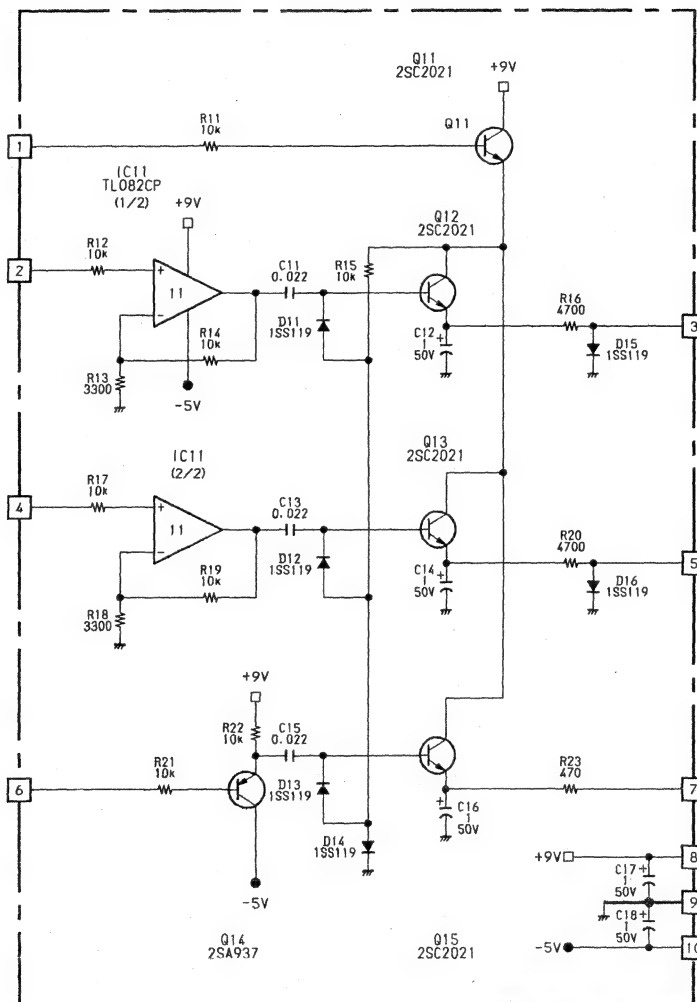 Q11
2SC2021
+9V
R11
10k
Q11
1
IC11
TL082CP
(1/2)
+9V
Q12
2SC2021
R12
10k
C11
0.022
R15
10k
2
+
11
−
R16
4700
3
D11
1SS119
C12
+
1
50V
D15
1SS119
R14
10k
R13
3300
-5V
IC11
(2/2)
Q13
2SC2021
R17
10k
C13
0.022
4
+
11
−
R20
4700
5
D12
1SS119
C14
+
1
50V
D16
1SS119
R19
10k
R18
3300
+9V
R22
10k
C15
0.022
R21
10k
R23
470
6
7
D13
1SS119
+
C16
1
50V
D14
1SS119
+9V
8
C17
+
1
50V
-5V
9
C18
+
1
50V
Q14
2SA937
Q15
2SC2021
-5V
10